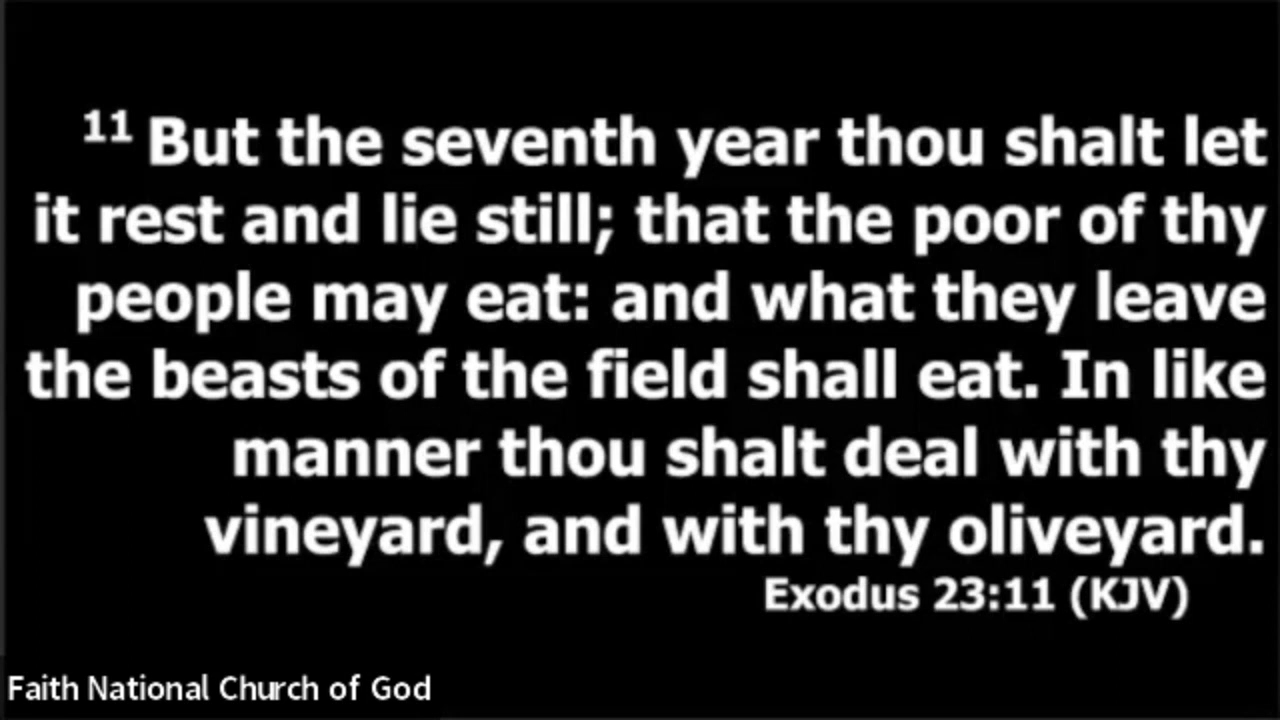 11 But the seventh year thou shalt let
it rest and lie still; that the poor of thy
people may eat: and what they leave
the beasts of the field shall eat. In like
manner thou shalt deal with thy
vineyard, and with thy oliveyard.
Exodus 23:11 (KJV)
Faith National Church of God